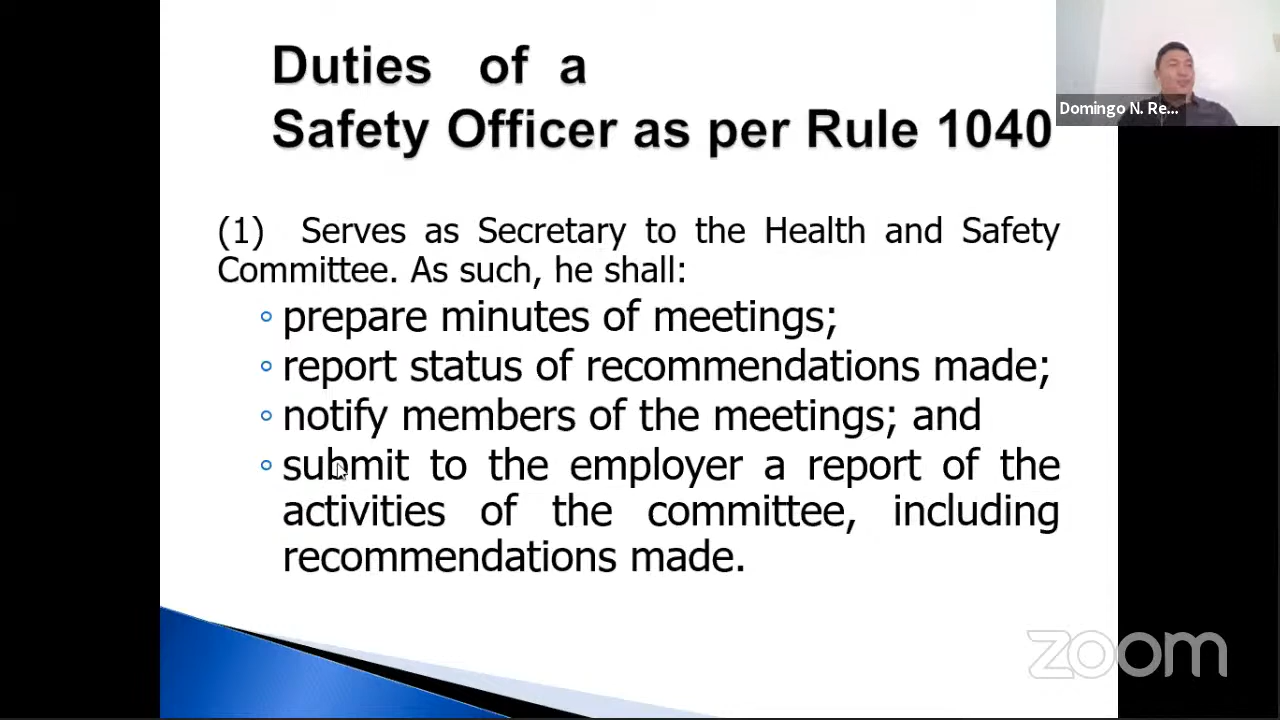 Duties of a
Safety Officer as per Rule 1040
Domingo N. Re...
(1) Serves as Secretary to the Health and Safety
Committee. As such, he shall:
prepare minutes of meetings;
report status of recommendations made;
notify members of the meetings; and
submit to the employer a report of the
activities of the committee, including
recommendations made.
zoom